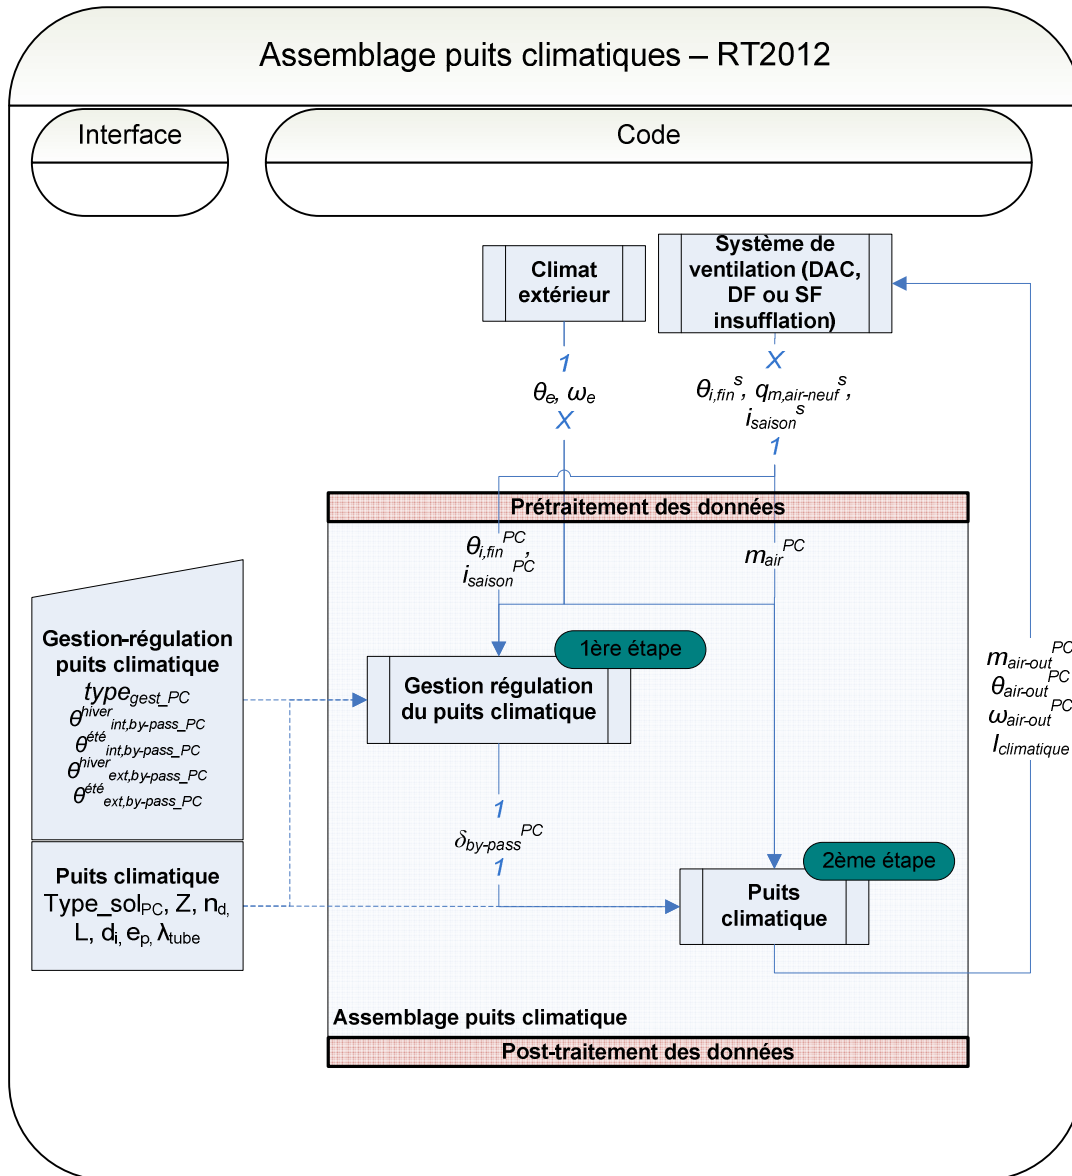 Assemblage puits climatiques – RT2012
Interface
Code
Climat
extérieur
Système de
ventilation (DAC,
DF ou SF
insufflation)
1
θe, ωe
X
X
θi,fin^s, qm,air-neuf^s,
isaison^s
1
Prétraitement des données
θi,fin^PC,
isaison^PC
mair^PC
Gestion-régulation
puits climatique
typegest_PC
θ^hiver int,by-pass_PC
θ^été int,by-pass_PC
θ^hiver ext,by-pass_PC
θ^été ext,by-pass_PC
1ère étape
Gestion régulation
du puits climatique
mair-out^PC
θair-out^PC
ωair-out^PC
Iclimatique
1
δby-pass^PC
1
Puits climatique
Type_solPC, Z, nd,
L, di, ep, λtube
2ème étape
Puits
climatique
Assemblage puits climatique
Post-traitement des données